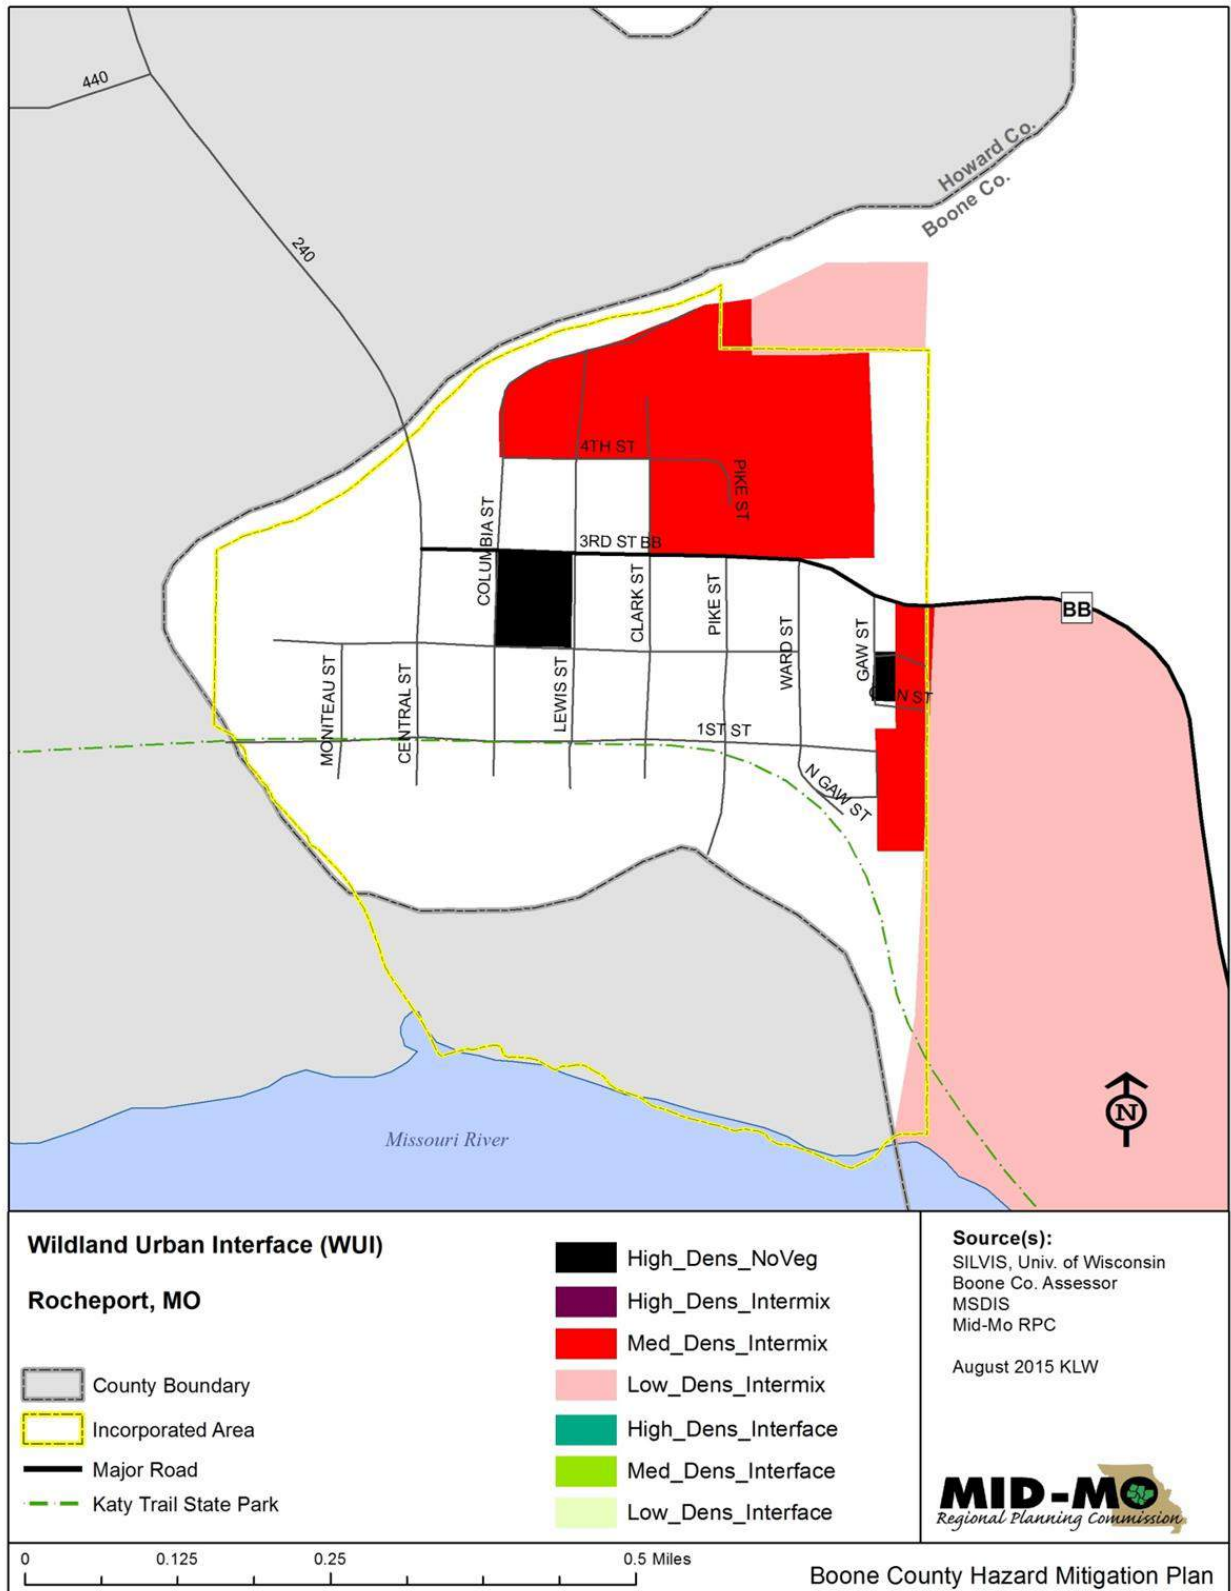 440
Howard Co.
Boone Co.
240
4TH ST
PIKE ST
COLUMBIA ST
3RD ST BB
CLARK ST
PIKE ST
WARD ST
GAW ST
BB
MONITEAU ST
CENTRAL ST
LEWIS ST
1ST ST
N GAW ST
Missouri River
N
Wildland Urban Interface (WUI)
Rocheport, MO
County Boundary
Incorporated Area
Major Road
Katy Trail State Park
High_Dens_NoVeg
High_Dens_Intermix
Med_Dens_Intermix
Low_Dens_Intermix
High_Dens_Interface
Med_Dens_Interface
Low_Dens_Interface
Source(s):
SILVIS, Univ. of Wisconsin
Boone Co. Assessor
MSDIS
Mid-Mo RPC
August 2015 KLW
MID-MO
Regional Planning Commission
0 0.125 0.25 0.5 Miles
Boone County Hazard Mitigation Plan